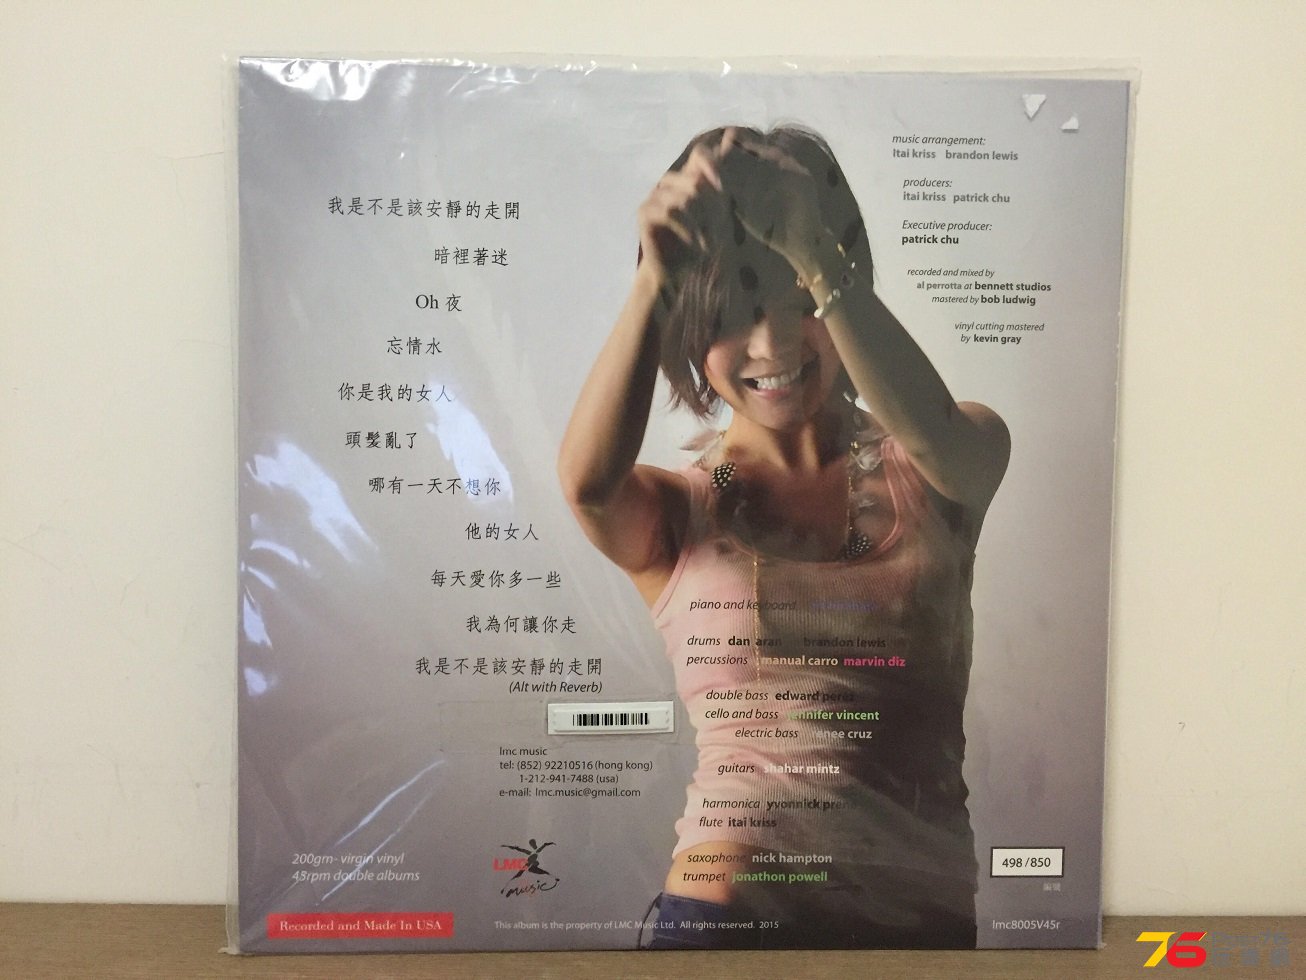 我是不是該安靜的走開
暗裡著迷
Oh 夜
忘情水
你是我的女人
頭髮亂了
哪有一天不想你
他的女人
每天愛你多一些
我為何讓你走
我是不是該安靜的走開
(Alt with Reverb)
lmc music
tel: (852) 92210516 (hong kong)
1-212-941-7488 (usa)
e-mail: lmc.music@gmail.com
200gm- virgin vinyl
45rpm double albums
Recorded and Made In USA
LMC
music
This album is the property of LMC Music Ltd. All rights reserved. 2015
music arrangement:
Itai kriss brandon lewis
producers:
itai kriss patrick chu
Executive producer:
patrick chu
recorded and mixed by
al perrotta at bennett studios
mastered by bob ludwig
vinyl cutting mastered
by kevin gray
piano and keyboard
drums dan aran brandon lewis
percussions manual carro marvin diz
double bass edward perez
cello and bass jennifer vincent
electric bass renee cruz
guitars shahar mintz
harmonica yvonnick
flute itai kriss
saxophone nick hampton
trumpet jonathon powell
498 / 850
編號
lmc8005V45r
76